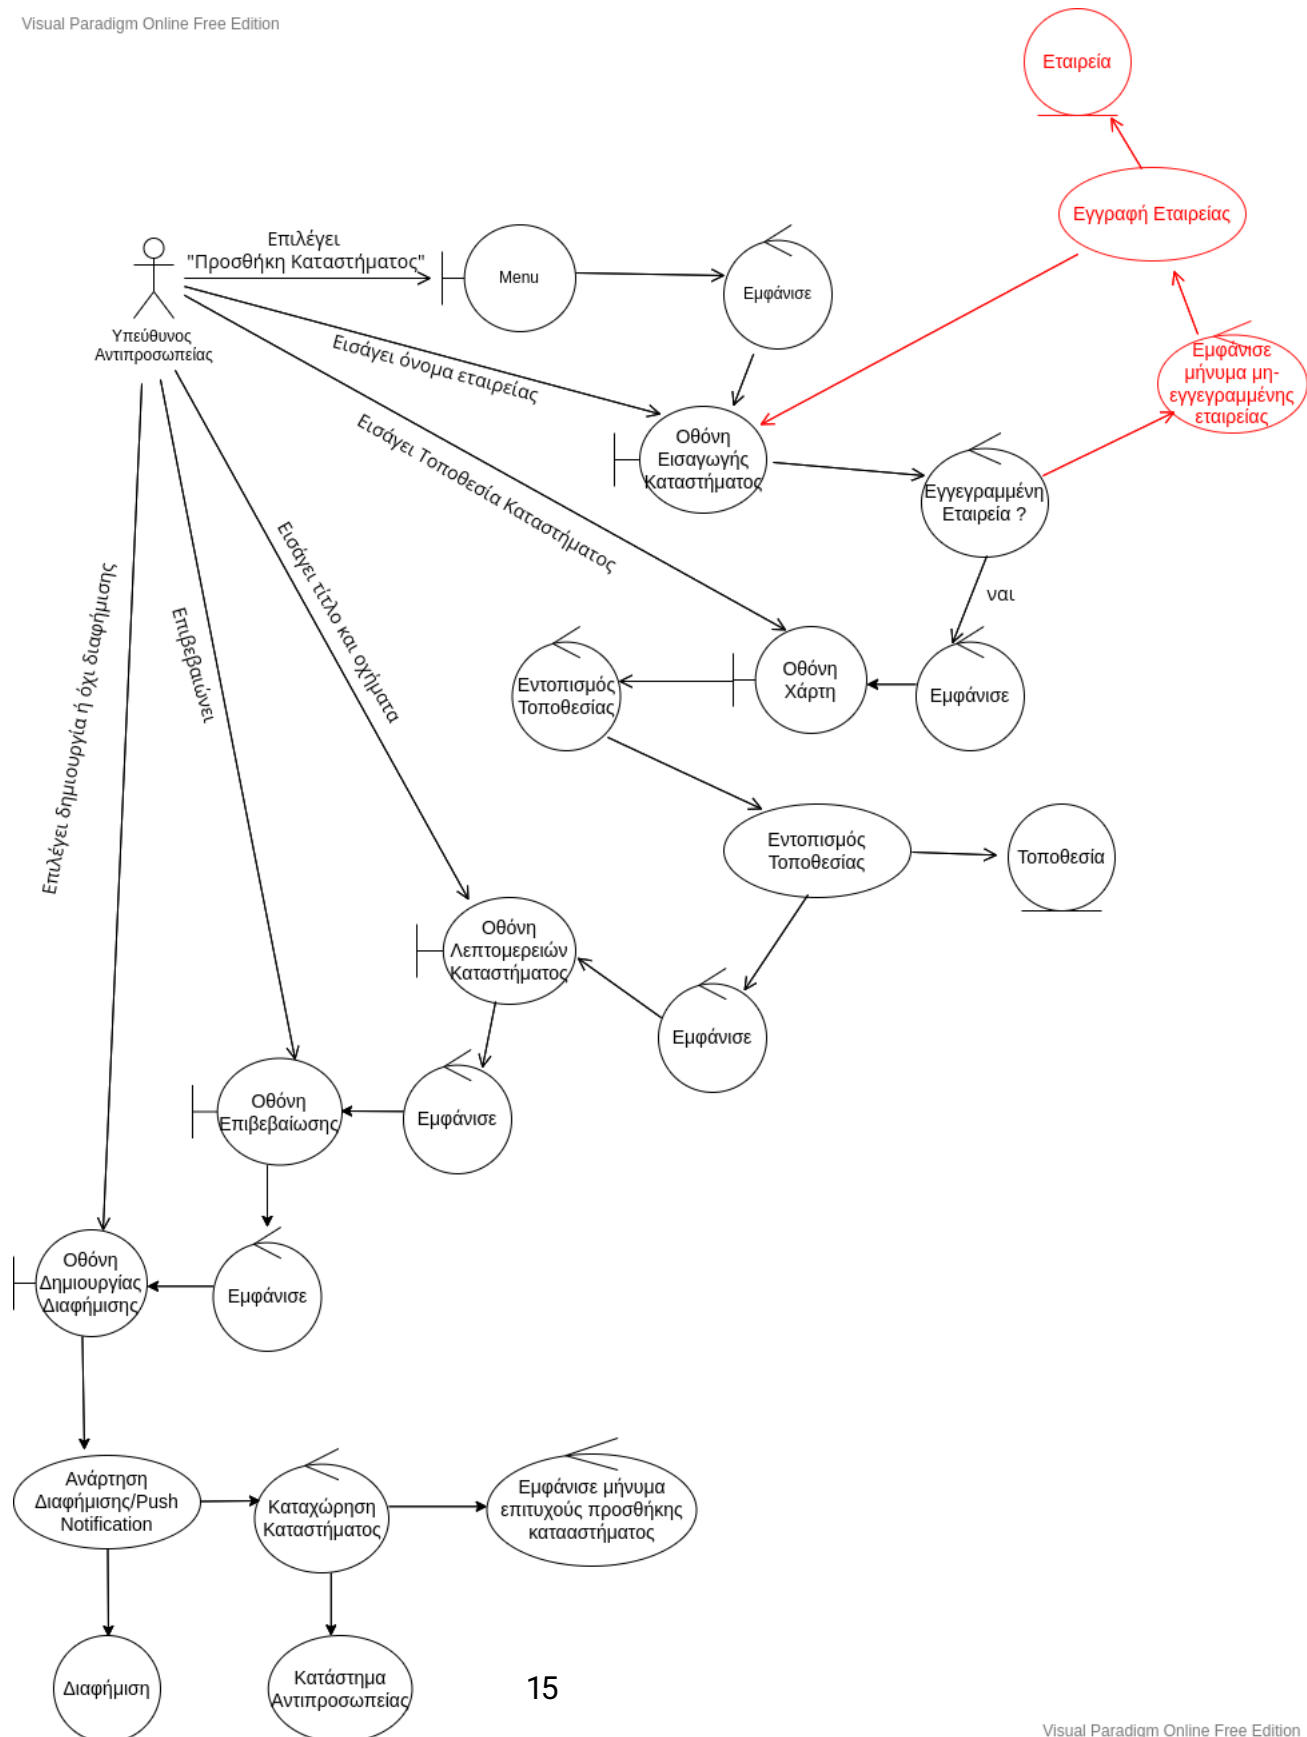 Visual Paradigm Online Free Edition
Εταιρεία
Εγγραφή Εταιρείας
Επιλέγει
"Προσθήκη Καταστήματος"
Menu
Εμφάνισε
Υπεύθυνος
Αντιπροσωπείας
Εισάγει όνομα εταιρείας
Εμφάνισε
μήνυμα μη-
εγγεγραμμένης
εταιρείας
Εισάγει Τοποθεσία Καταστήματος
Οθόνη
Εισαγωγής
Καταστήματος
Εγγεγραμμένη
Εταιρεία ?
ναι
Εισάγει τίτλο και οχήματα
Επιβεβαιώνει
Επιλέγει δημιουργία ή όχι διαφήμισης
Εντοπισμός
Τοποθεσίας
Οθόνη
Χάρτη
Εμφάνισε
Εντοπισμός
Τοποθεσίας
Τοποθεσία
Οθόνη
Λεπτομερειών
Καταστήματος
Εμφάνισε
Οθόνη
Επιβεβαίωσης
Εμφάνισε
Οθόνη
Δημιουργίας
Διαφήμισης
Εμφάνισε
Ανάρτηση
Διαφήμισης/Push
Notification
Καταχώρηση
Καταστήματος
Εμφάνισε μήνυμα
επιτυχούς προσθήκης
κατααστήματος
Διαφήμιση
Κατάστημα
Αντιπροσωπείας
15
Visual Paradigm Online Free Edition